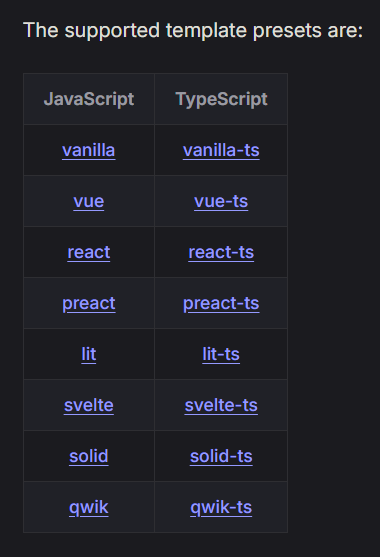 The supported template presets are:
JavaScript TypeScript
vanilla vanilla-ts
vue vue-ts
react react-ts
preact preact-ts
lit lit-ts
svelte svelte-ts
solid solid-ts
qwik qwik-ts